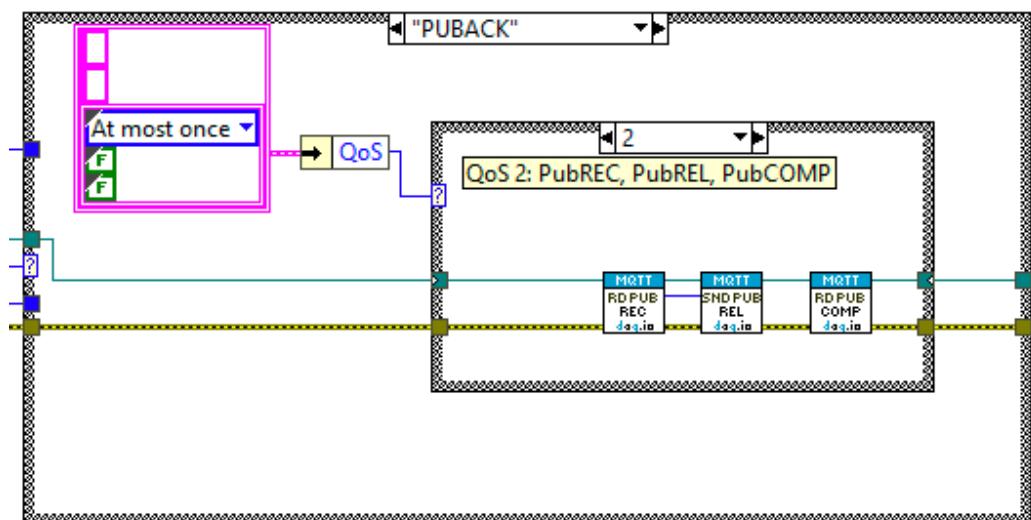 "PUBACK"
At most once
F
F
QoS
2
QoS 2: PubREC, PubREL, PubCOMP
?
?
MQTT
RD PUB
REC
daq.io
MQTT
SND PUB
REL
daq.io
MQTT
RD PUB
COMP
daq.io